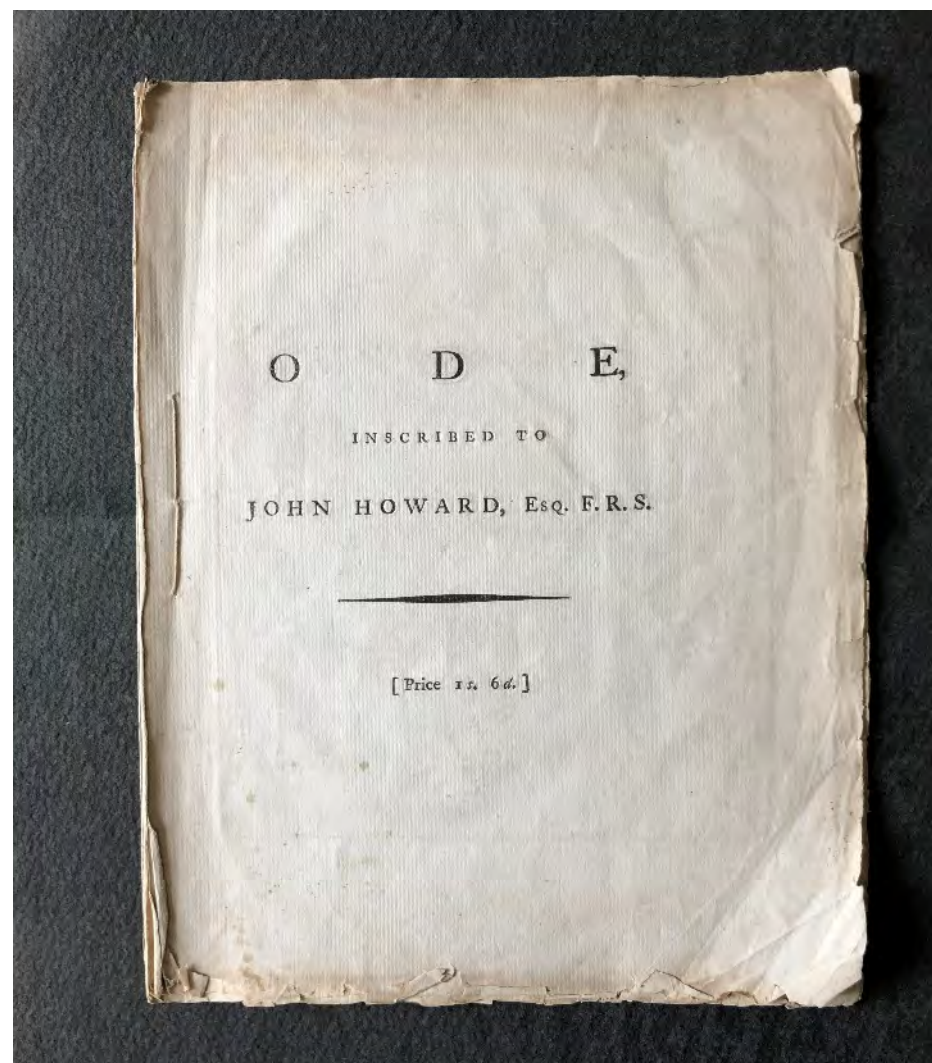 O D E,
INSCRIBED TO
JOHN HOWARD, Esq. F. R. S.
[ Price 1 s. 6 d. ]